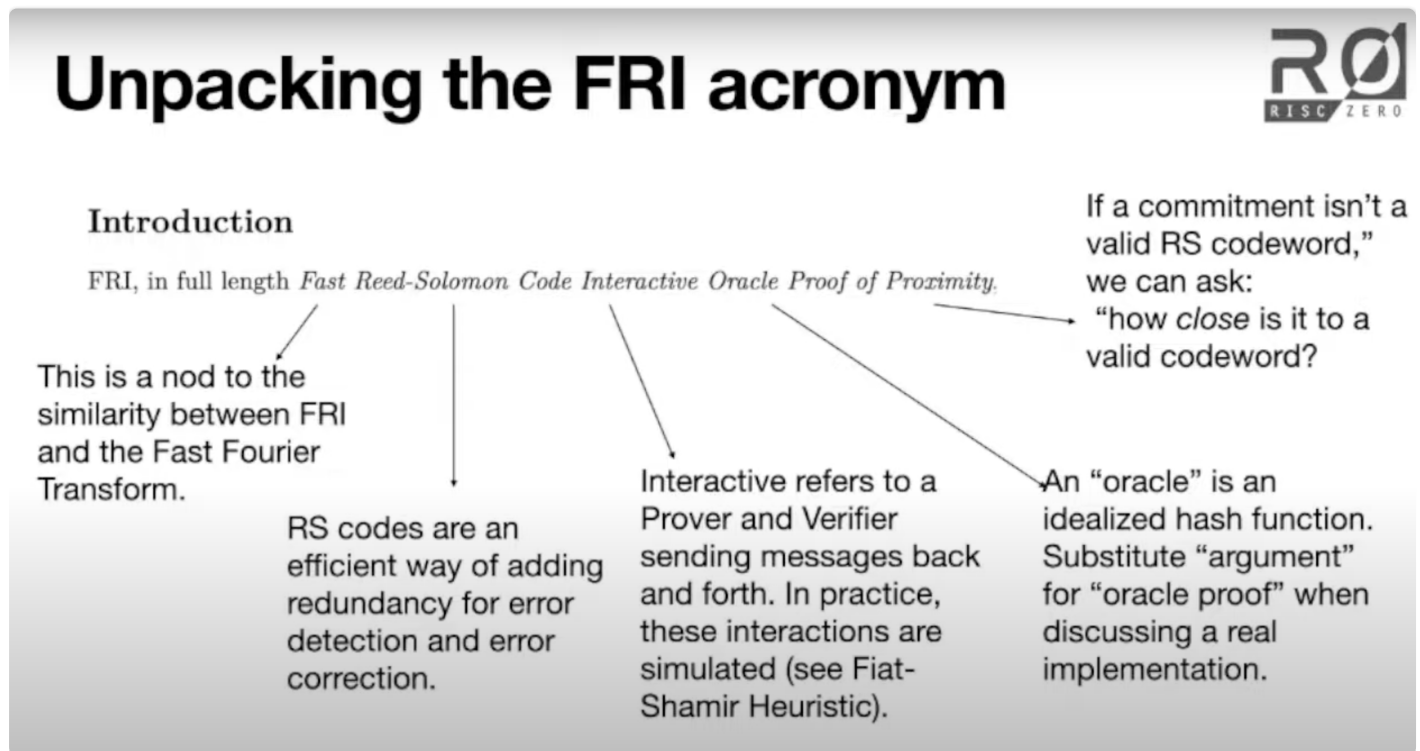 Unpacking the FRI acronym
RISC ZERO
Introduction
FRI, in full length Fast Reed-Solomon Code Interactive Oracle Proof of Proximity.
If a commitment isn’t a
valid RS codeword,”
we can ask:
“how close is it to a
valid codeword?
This is a nod to the
similarity between FRI
and the Fast Fourier
Transform.
RS codes are an
efficient way of adding
redundancy for error
detection and error
correction.
Interactive refers to a
Prover and Verifier
sending messages back
and forth. In practice,
these interactions are
simulated (see Fiat-
Shamir Heuristic).
An “oracle” is an
idealized hash function.
Substitute “argument”
for “oracle proof” when
discussing a real
implementation.